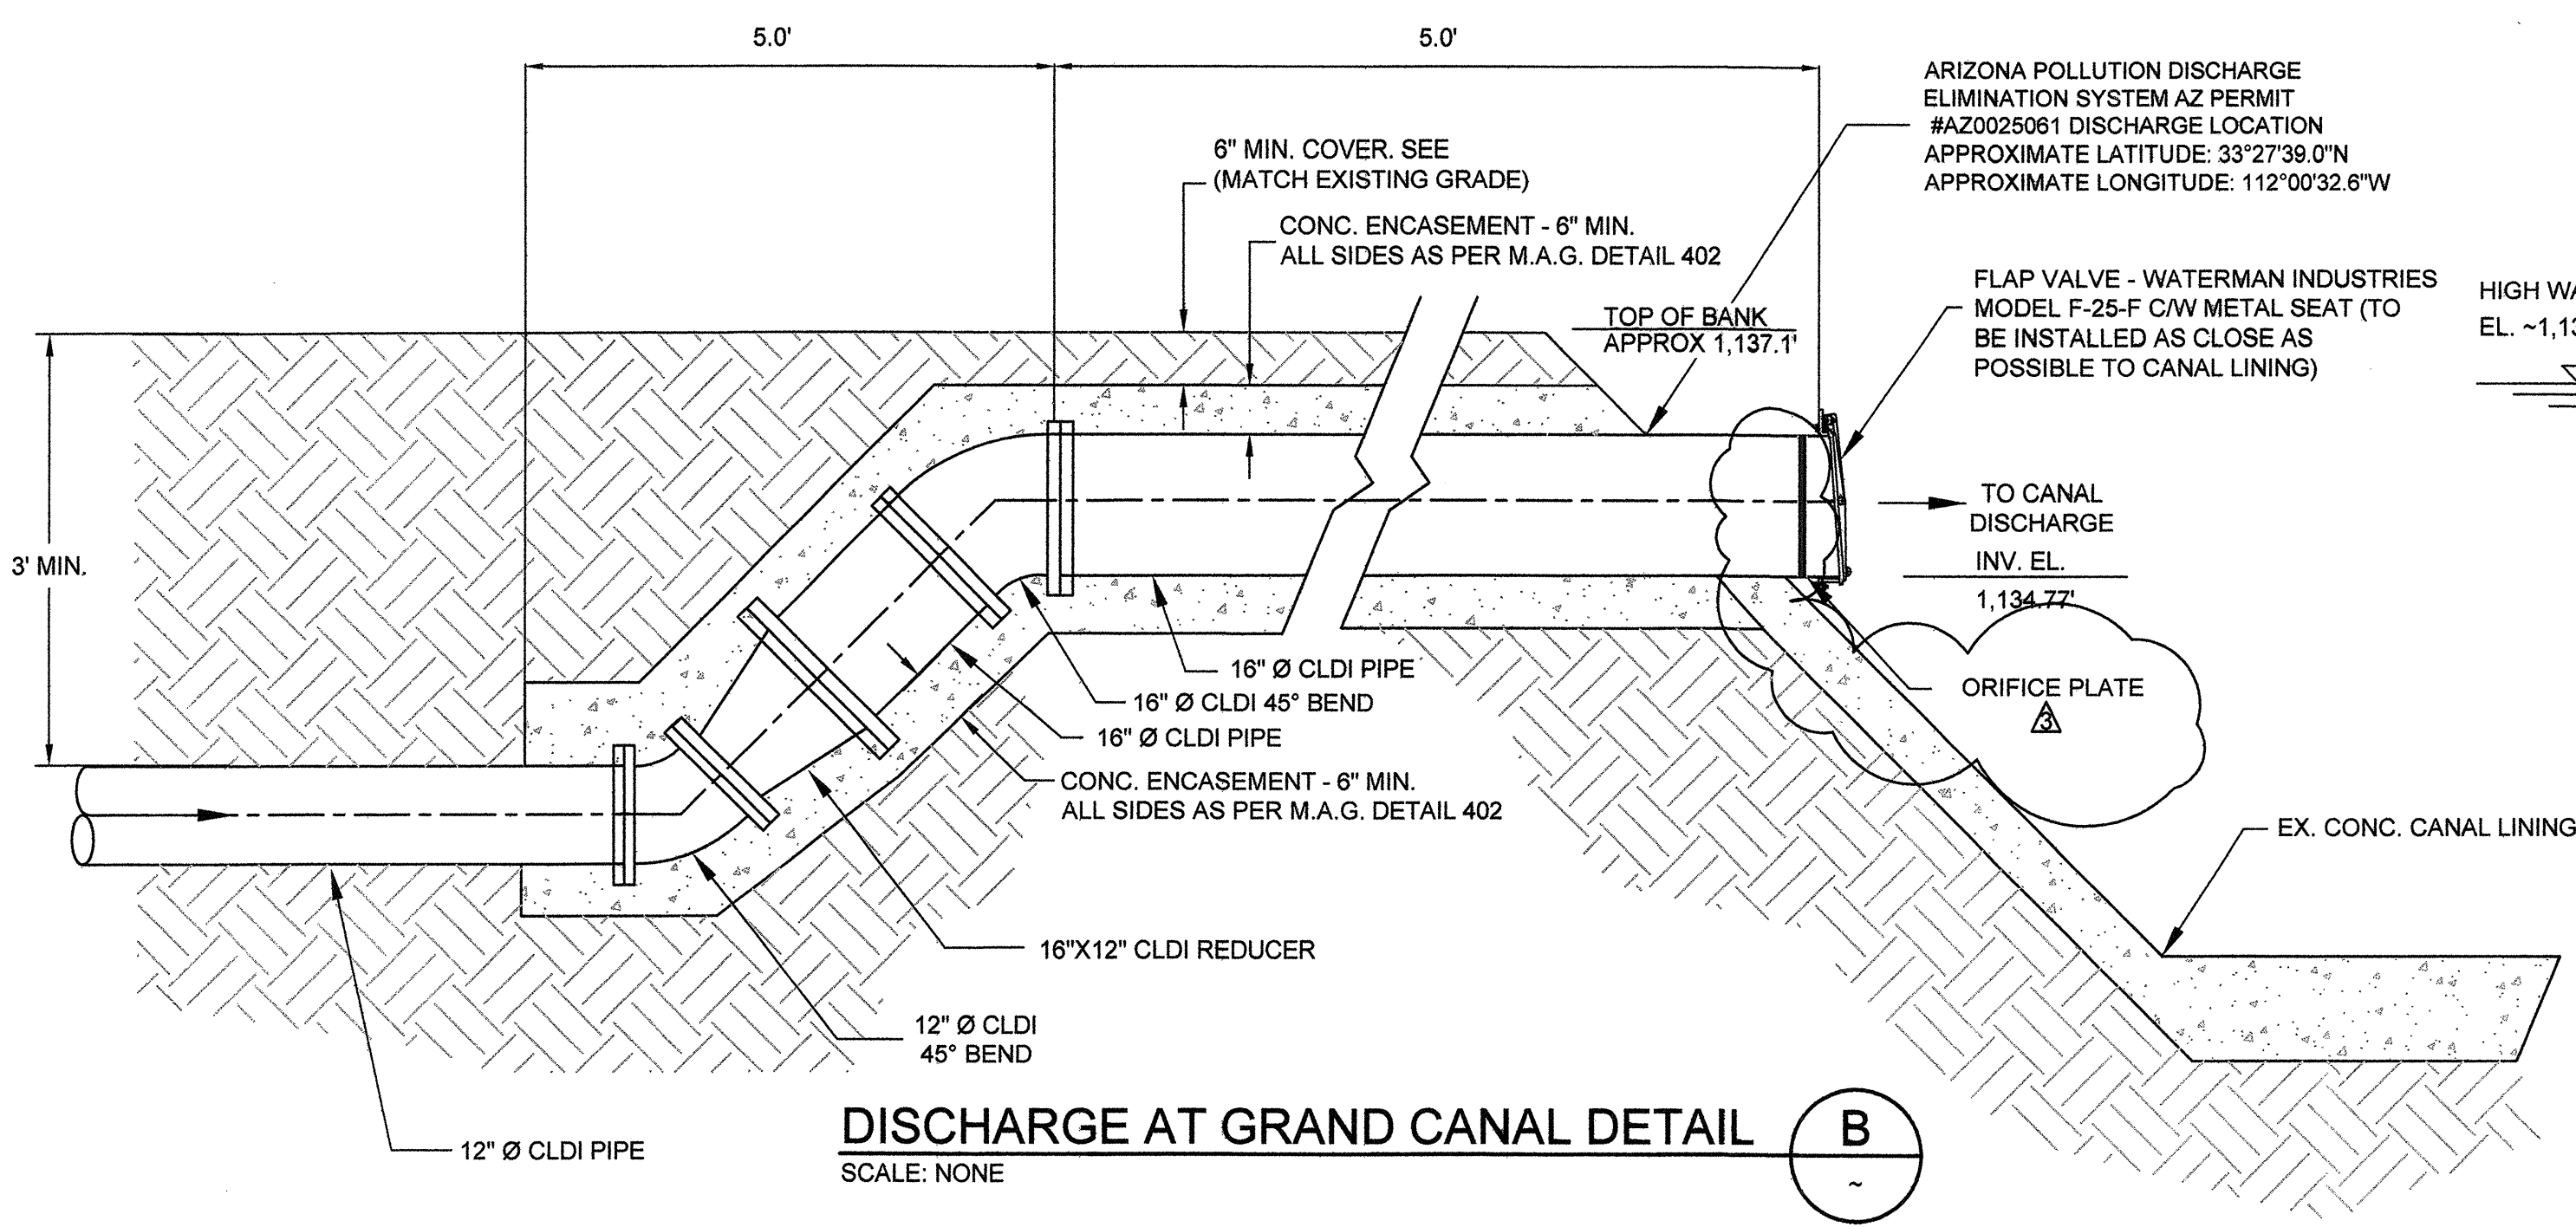 5.0'
5.0'
ARIZONA POLLUTION DISCHARGE
ELIMINATION SYSTEM AZ PERMIT
#AZ0025061 DISCHARGE LOCATION
APPROXIMATE LATITUDE: 33°27'39.0"N
APPROXIMATE LONGITUDE: 112°00'32.6"W
6" MIN. COVER. SEE
(MATCH EXISTING GRADE)
CONC. ENCASEMENT - 6" MIN.
ALL SIDES AS PER M.A.G. DETAIL 402
FLAP VALVE - WATERMAN INDUSTRIES
MODEL F-25-F C/W METAL SEAT (TO
BE INSTALLED AS CLOSE AS
POSSIBLE TO CANAL LINING)
HIGH WA
EL. ~1,13
TOP OF BANK
APPROX 1,137.1'
TO CANAL
DISCHARGE
INV. EL.
1,134.77'
3' MIN.
16" Ø CLDI PIPE
16" Ø CLDI 45° BEND
16" Ø CLDI PIPE
CONC. ENCASEMENT - 6" MIN.
ALL SIDES AS PER M.A.G. DETAIL 402
ORIFICE PLATE
3
EX. CONC. CANAL LINING
16"X12" CLDI REDUCER
12" Ø CLDI
45° BEND
12" Ø CLDI PIPE
DISCHARGE AT GRAND CANAL DETAIL
B
SCALE: NONE
~